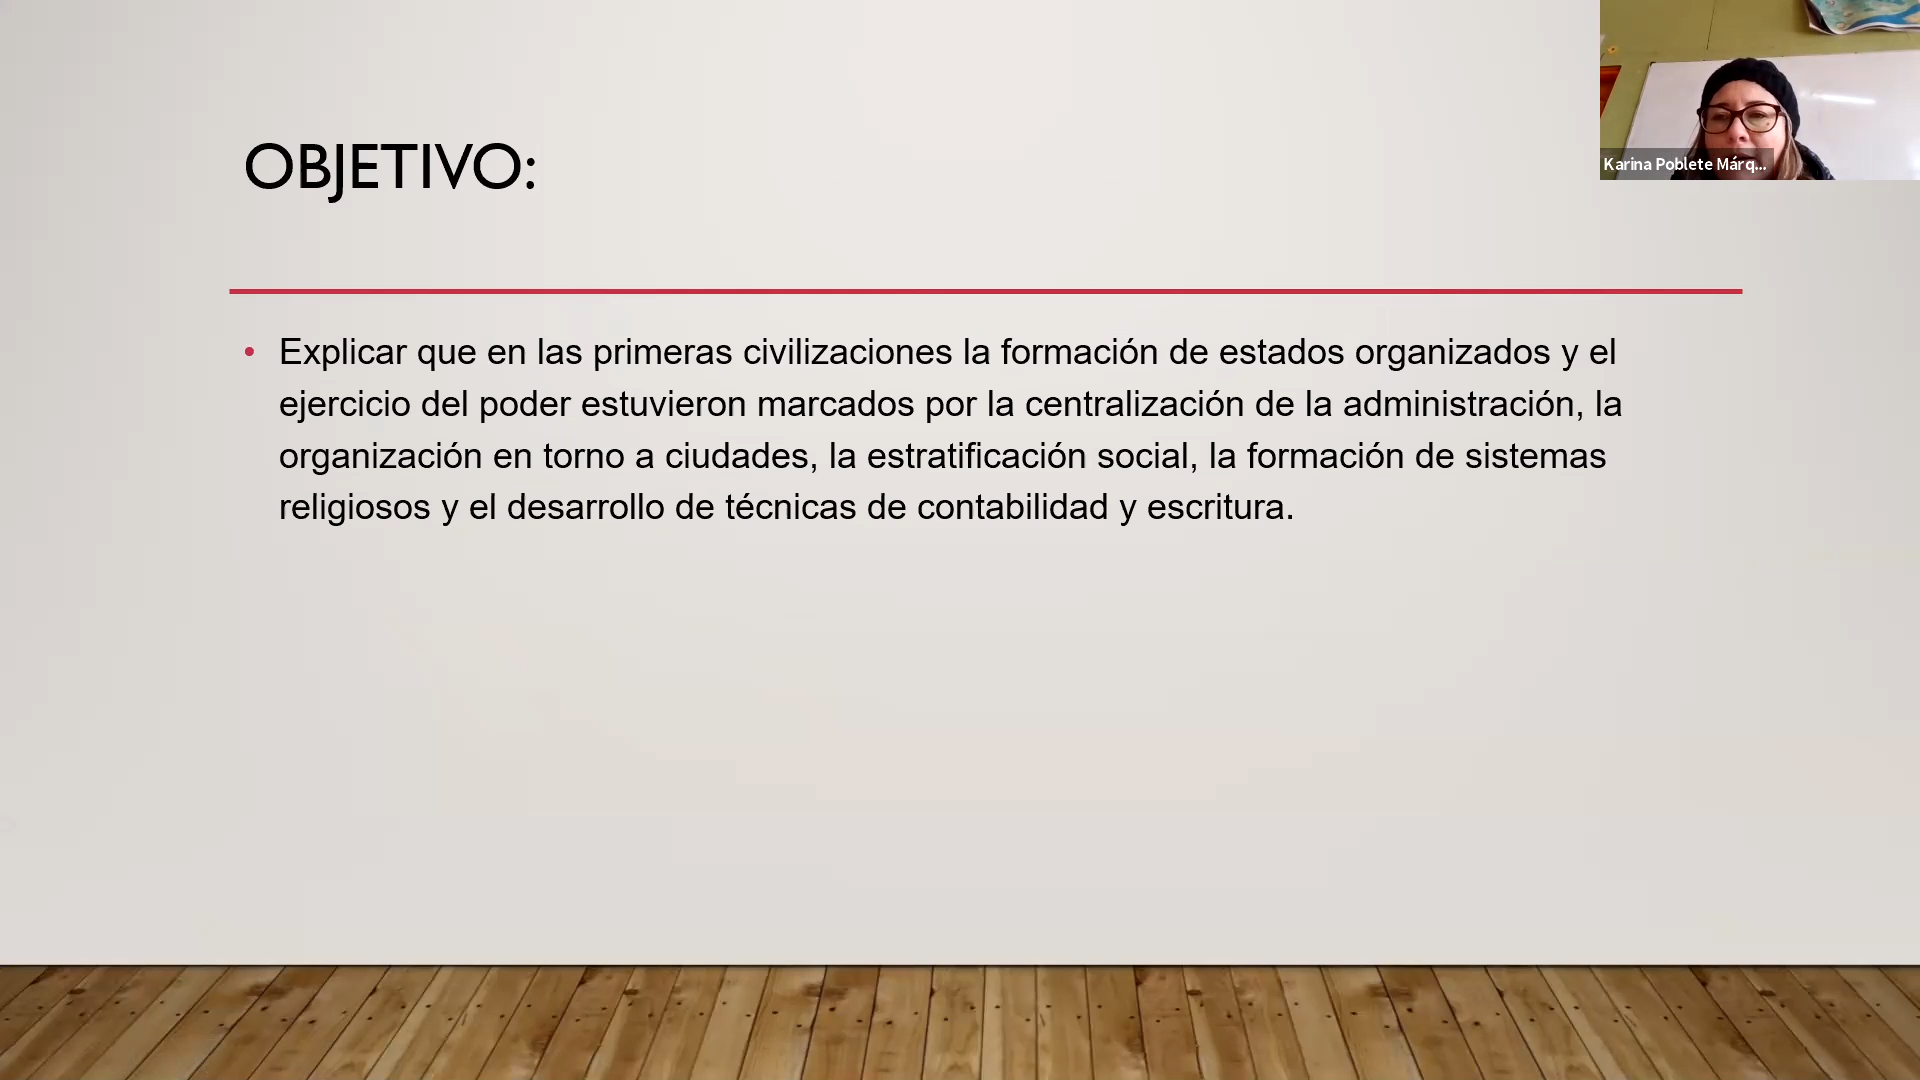 OBJETIVO:
Karina Poblete Márq...
• Explicar que en las primeras civilizaciones la formación de estados organizados y el
ejercicio del poder estuvieron marcados por la centralización de la administración, la
organización en torno a ciudades, la estratificación social, la formación de sistemas
religiosos y el desarrollo de técnicas de contabilidad y escritura.